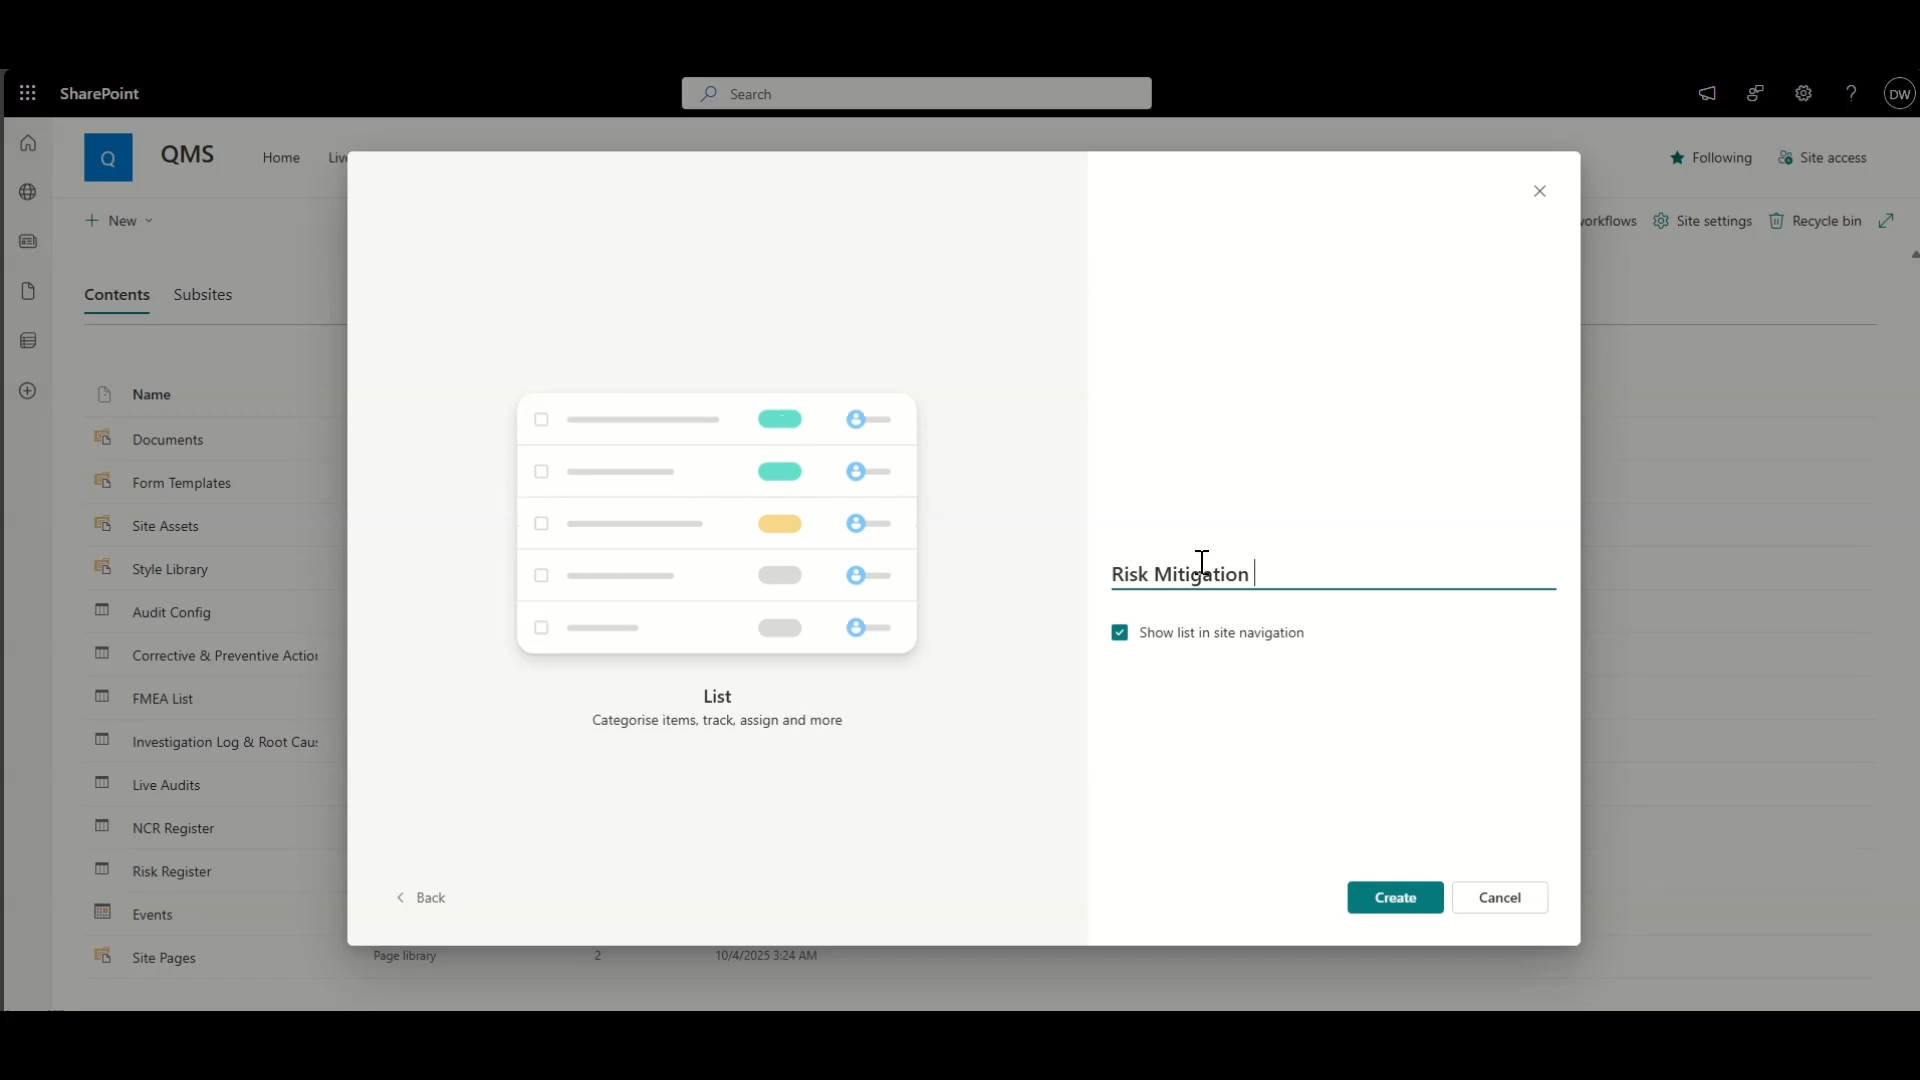 SharePoint
Search
DW
Q
QMS
Home
Following
Site access
New
Site settings
Recycle bin
Contents
Subsites
Name
Documents
Form Templates
Site Assets
Style Library
Audit Config
Corrective & Preventive Action
FMEA List
Investigation Log & Root
Live Audits
NCR Register
Risk Register
Events
Site Pages
Page library
2
10/4/2025 3:24 AM
List
Categorise items, track, assign and more
Back
Risk Mitigation
Show list in site navigation
Create
Cancel